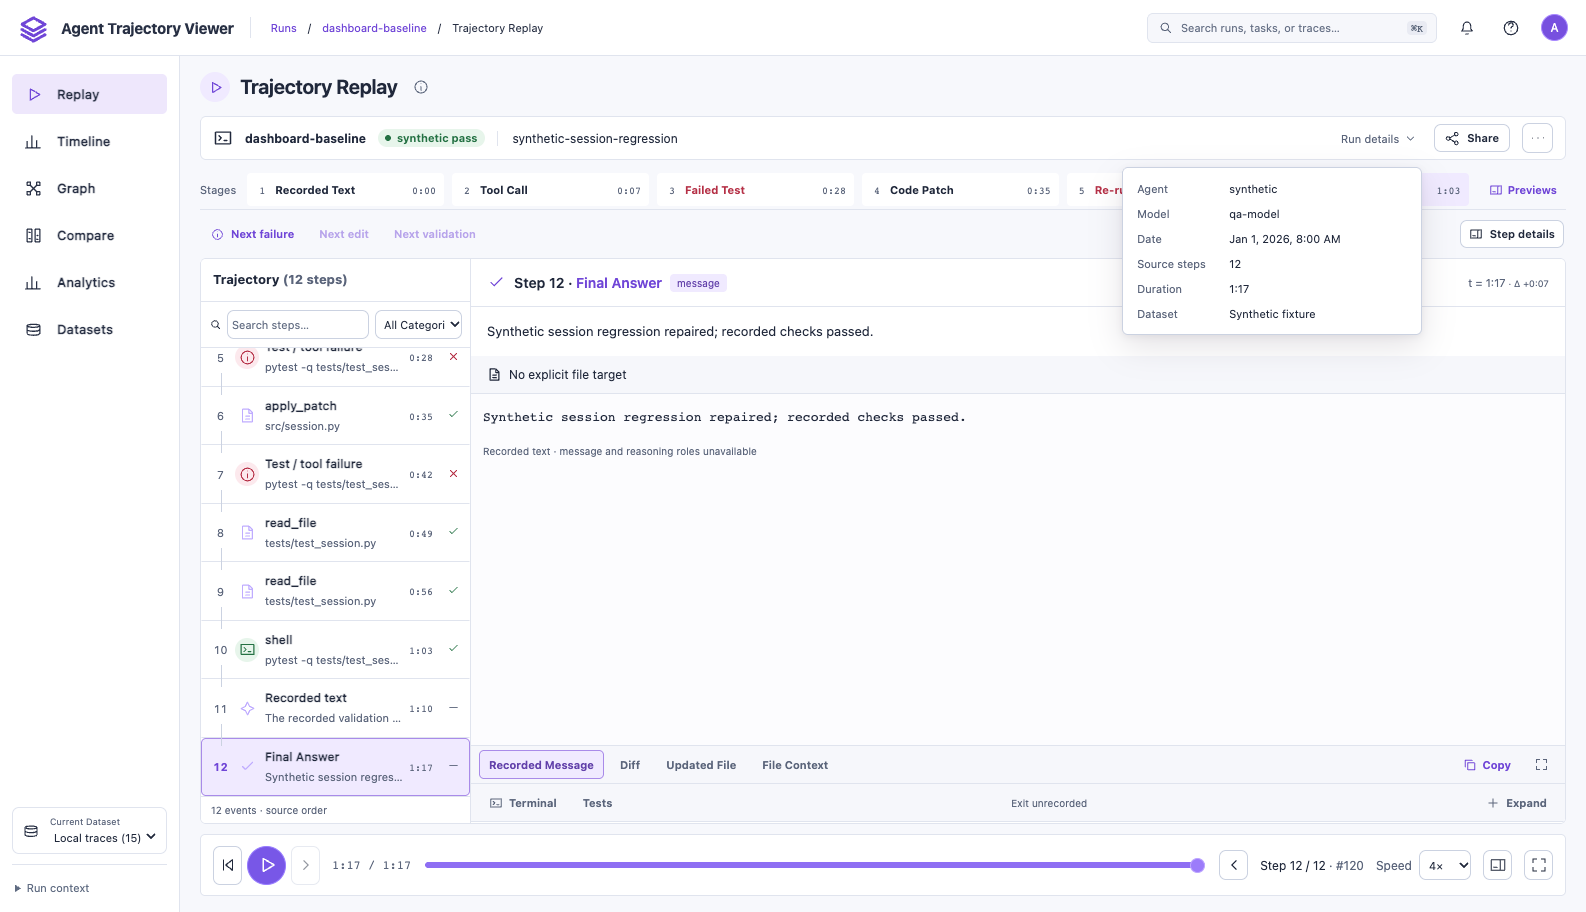 Agent Trajectory Viewer
Runs / dashboard-baseline / Trajectory Replay
Search runs, tasks, or traces... ⌘K
A
Replay
Timeline
Graph
Compare
Analytics
Datasets
Current Dataset
Local traces (15)
Run context
Trajectory Replay
dashboard-baseline synthetic pass synthetic-session-regression
Run details Share ...
Stages 1 Recorded Text 0:00 2 Tool Call 0:07 3 Failed Test 0:28 4 Code Patch 0:35 5 1:03 Previews
Agent synthetic
Model qa-model
Date Jan 1, 2026, 8:00 AM
Source steps 12
Duration 1:17
Dataset Synthetic fixture
Next failure Next edit Next validation Step details
Trajectory (12 steps)
Search steps... All Categori
5 Test / tool failure 0:28
pytest -q tests/test_ses...
6 apply_patch 0:35
src/session.py
7 Test / tool failure 0:42
pytest -q tests/test_ses...
8 read_file 0:49
tests/test_session.py
9 read_file 0:56
tests/test_session.py
10 shell 1:03
pytest -q tests/test_ses...
11 Recorded text 1:10
The recorded validation ...
12 Final Answer 1:17
Synthetic session regres...
12 events · source order
Step 12 · Final Answer message t = 1:17 · Δ +0:07
Synthetic session regression repaired; recorded checks passed.
No explicit file target
Synthetic session regression repaired; recorded checks passed.
Recorded text · message and reasoning roles unavailable
Recorded Message Diff Updated File File Context Copy
Terminal Tests Exit unrecorded Expand
1:17 / 1:17 Step 12 / 12 · #120 Speed 4×